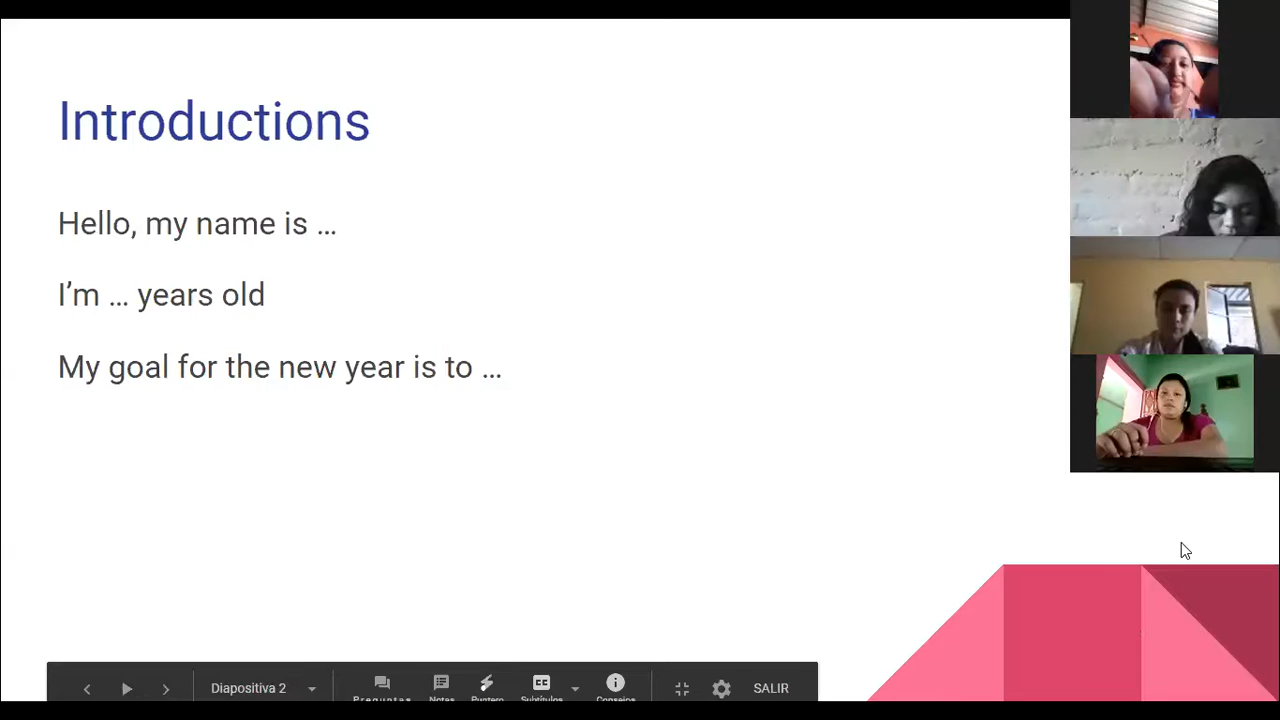 Introductions
Hello, my name is …
I’m … years old
My goal for the new year is to …
Diapositiva 2
Preguntas
Notas
Puntero
Subtítulos
Consejos
SALIR